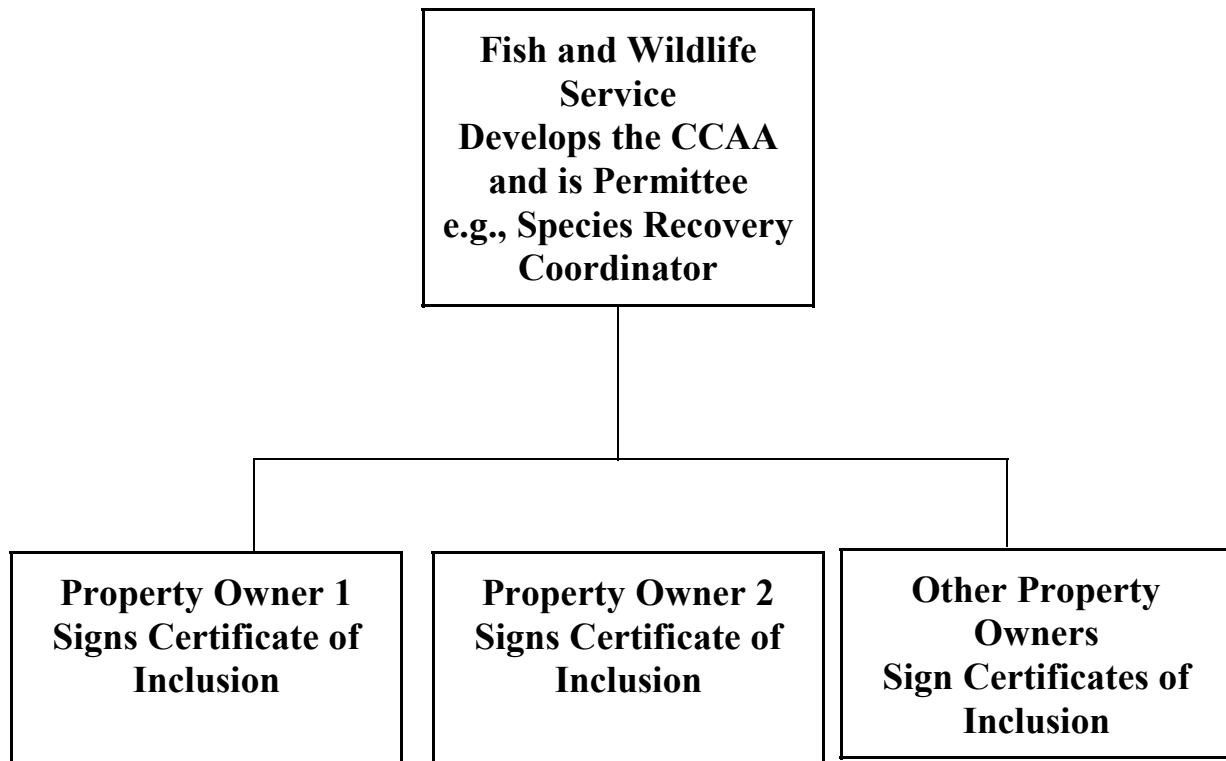 Fish and Wildlife
Service
Develops the CCAA
and is Permittee
e.g., Species Recovery
Coordinator
Property Owner 1
Signs Certificate of
Inclusion
Property Owner 2
Signs Certificate of
Inclusion
Other Property
Owners
Sign Certificates of
Inclusion